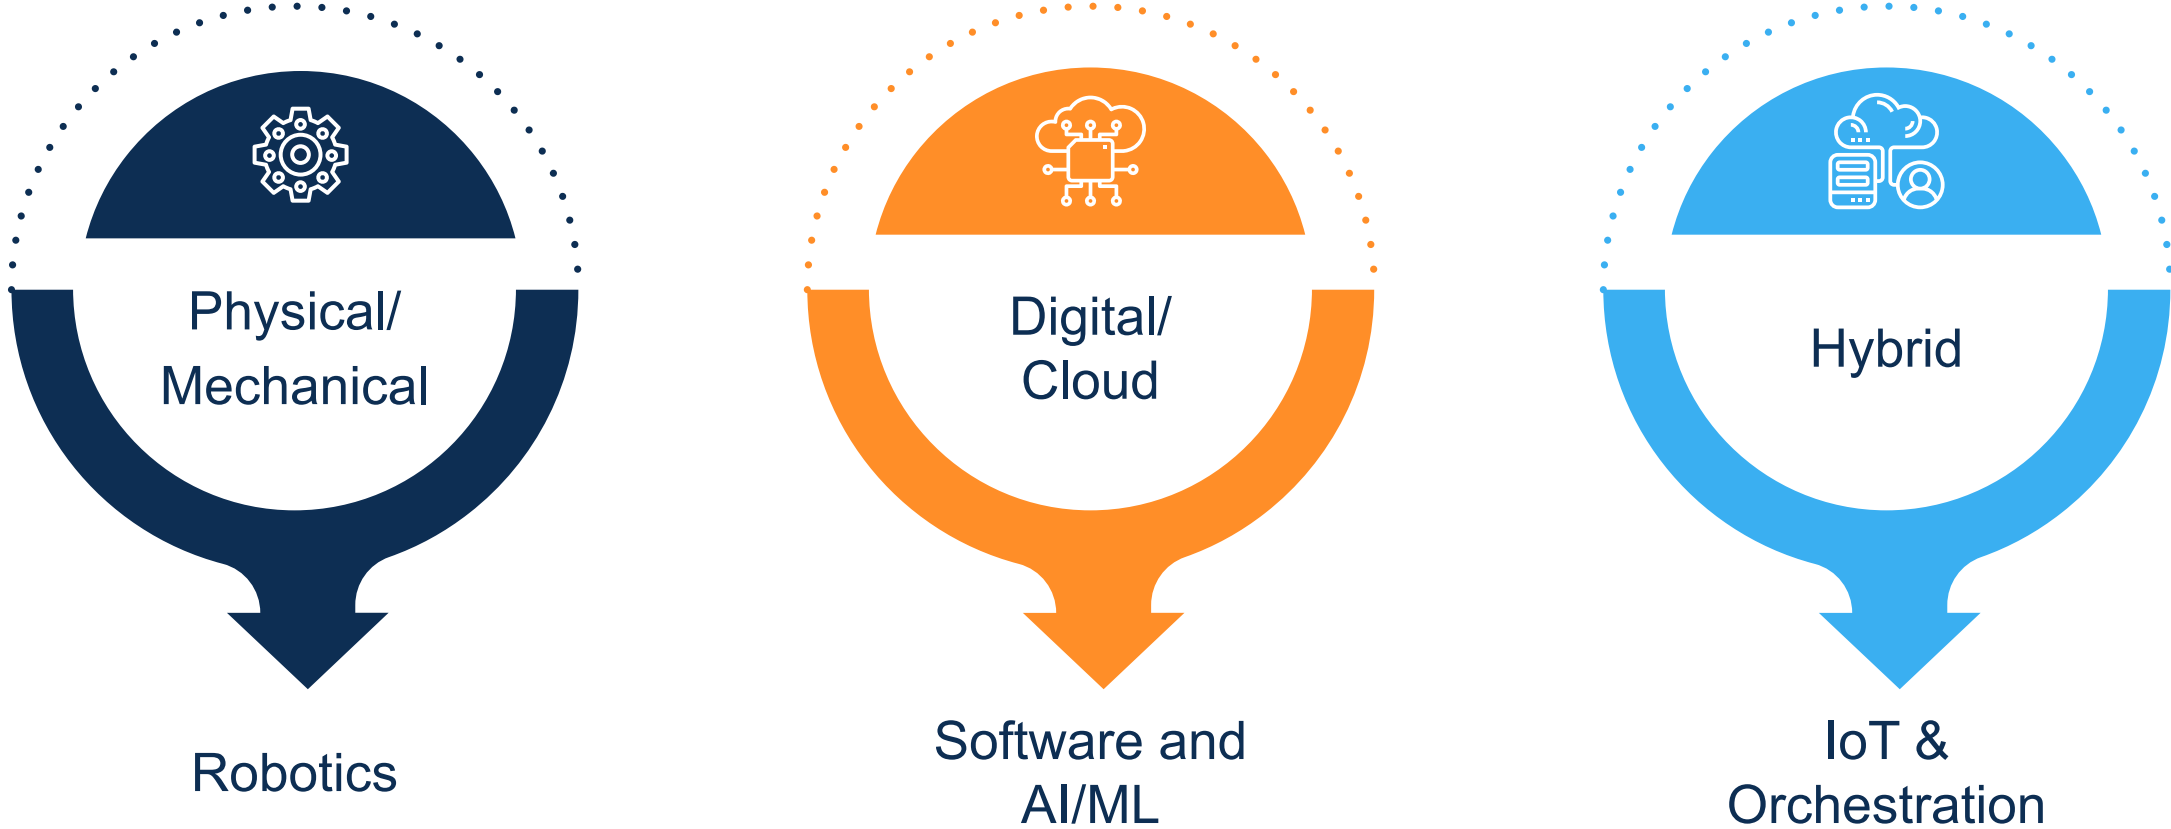 Physical/
Mechanical
Robotics
Digital/
Cloud
Software and
AI/ML
Hybrid
IoT &
Orchestration